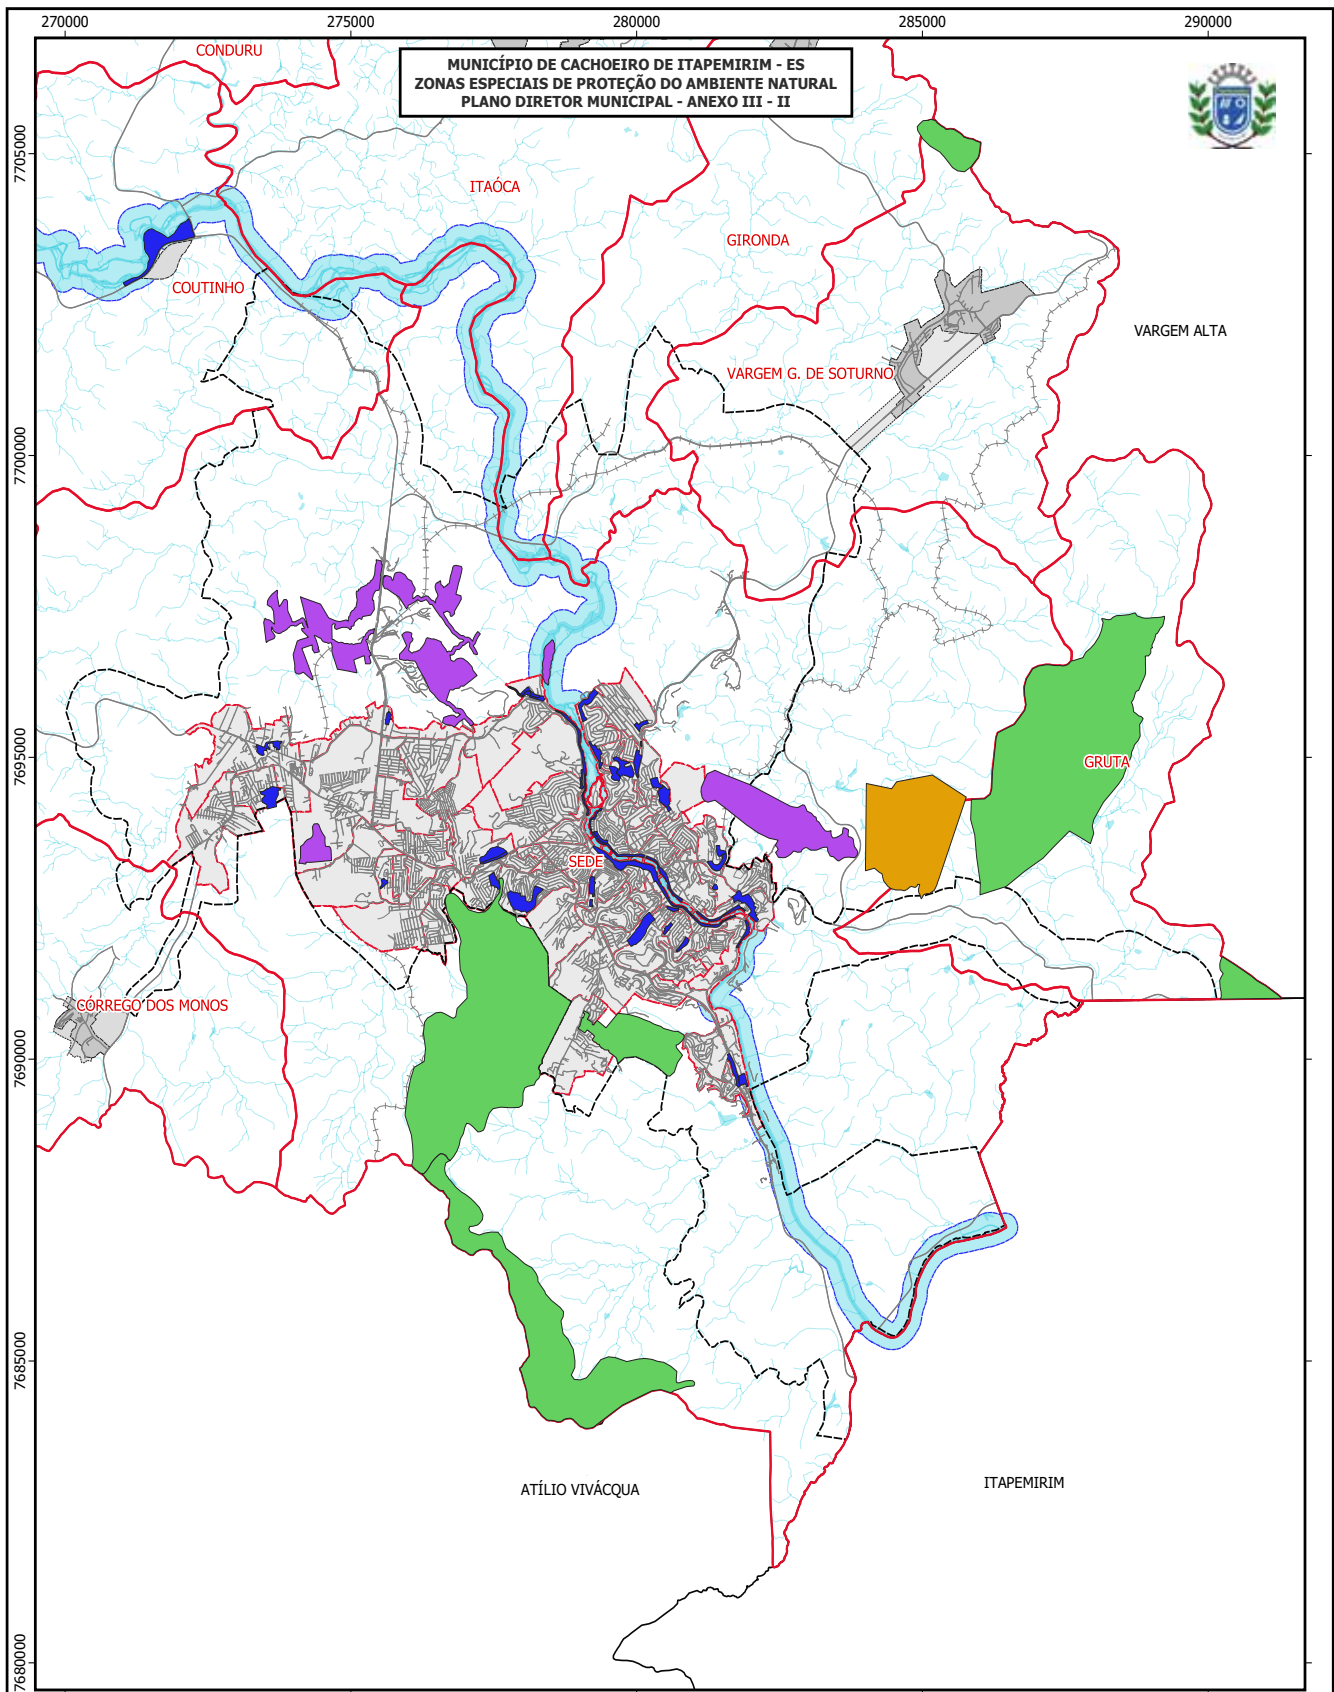 270000
275000
280000
285000
290000
CONDURU
MUNICÍPIO DE CACHOEIRO DE ITAPEMIRIM - ES
ZONAS ESPECIAIS DE PROTEÇÃO DO AMBIENTE NATURAL
PLANO DIRETOR MUNICIPAL - ANEXO III - II
7705000
ITAÓCA
GIRONDA
COUTINHO
VARGEM ALTA
VARGEM G. DE SOTURNO
7700000
7695000
GRUTA
SEDE
CÓRREGO DOS MONOS
7690000
7685000
ATÍLIO VIVÁCQUA
ITAPEMIRIM
7680000